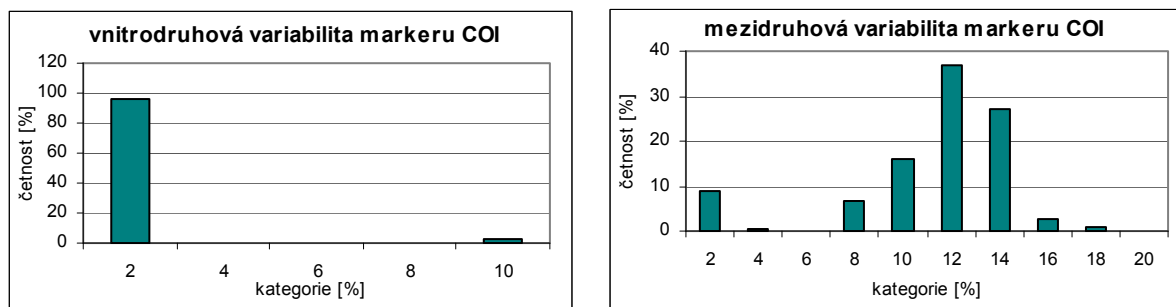 vnitrodruhová variabilita markeru COI
120
100
80
60
40
20
0
četnost [%]
2 4 6 8 10
kategorie [%]
mezidruhová variabilita markeru COI
40
30
20
10
0
četnost [%]
2 4 6 8 10 12 14 16 18 20
kategorie [%]